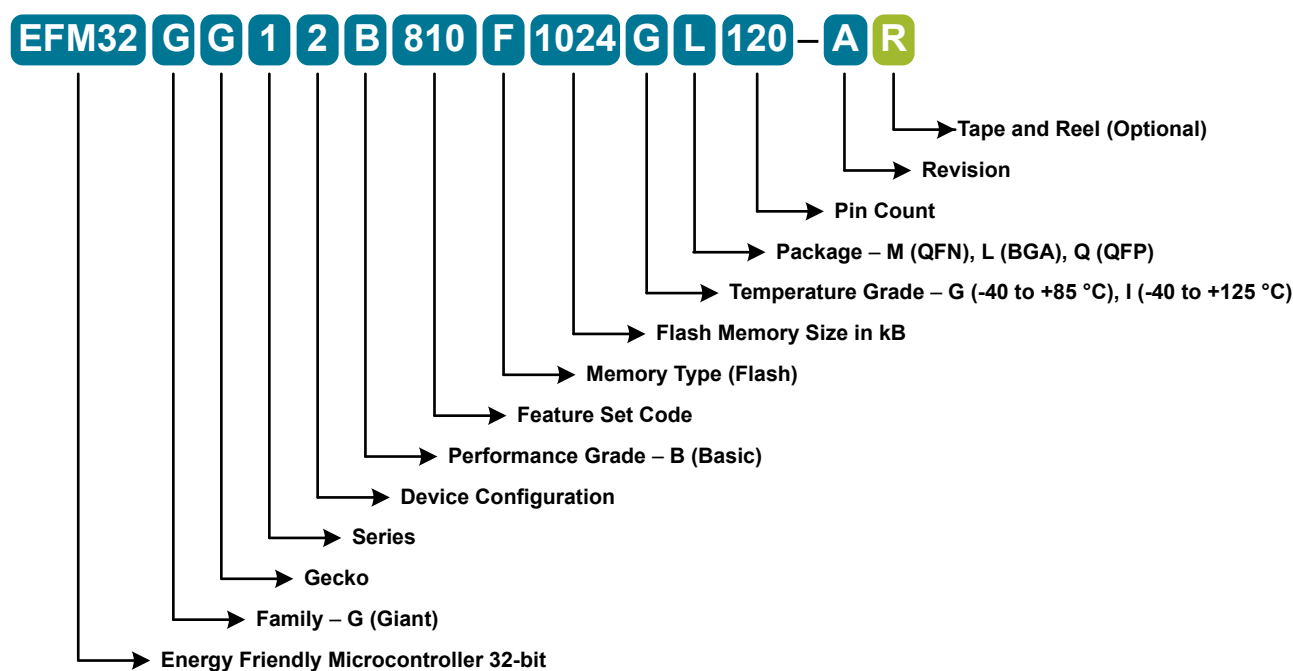 EFM32 G G 1 2 B 810 F 1024 G L 120 – A R
Tape and Reel (Optional)
Revision
Pin Count
Package – M (QFN), L (BGA), Q (QFP)
Temperature Grade – G (-40 to +85 °C), I (-40 to +125 °C)
Flash Memory Size in kB
Memory Type (Flash)
Feature Set Code
Performance Grade – B (Basic)
Device Configuration
Series
Gecko
Family – G (Giant)
Energy Friendly Microcontroller 32-bit